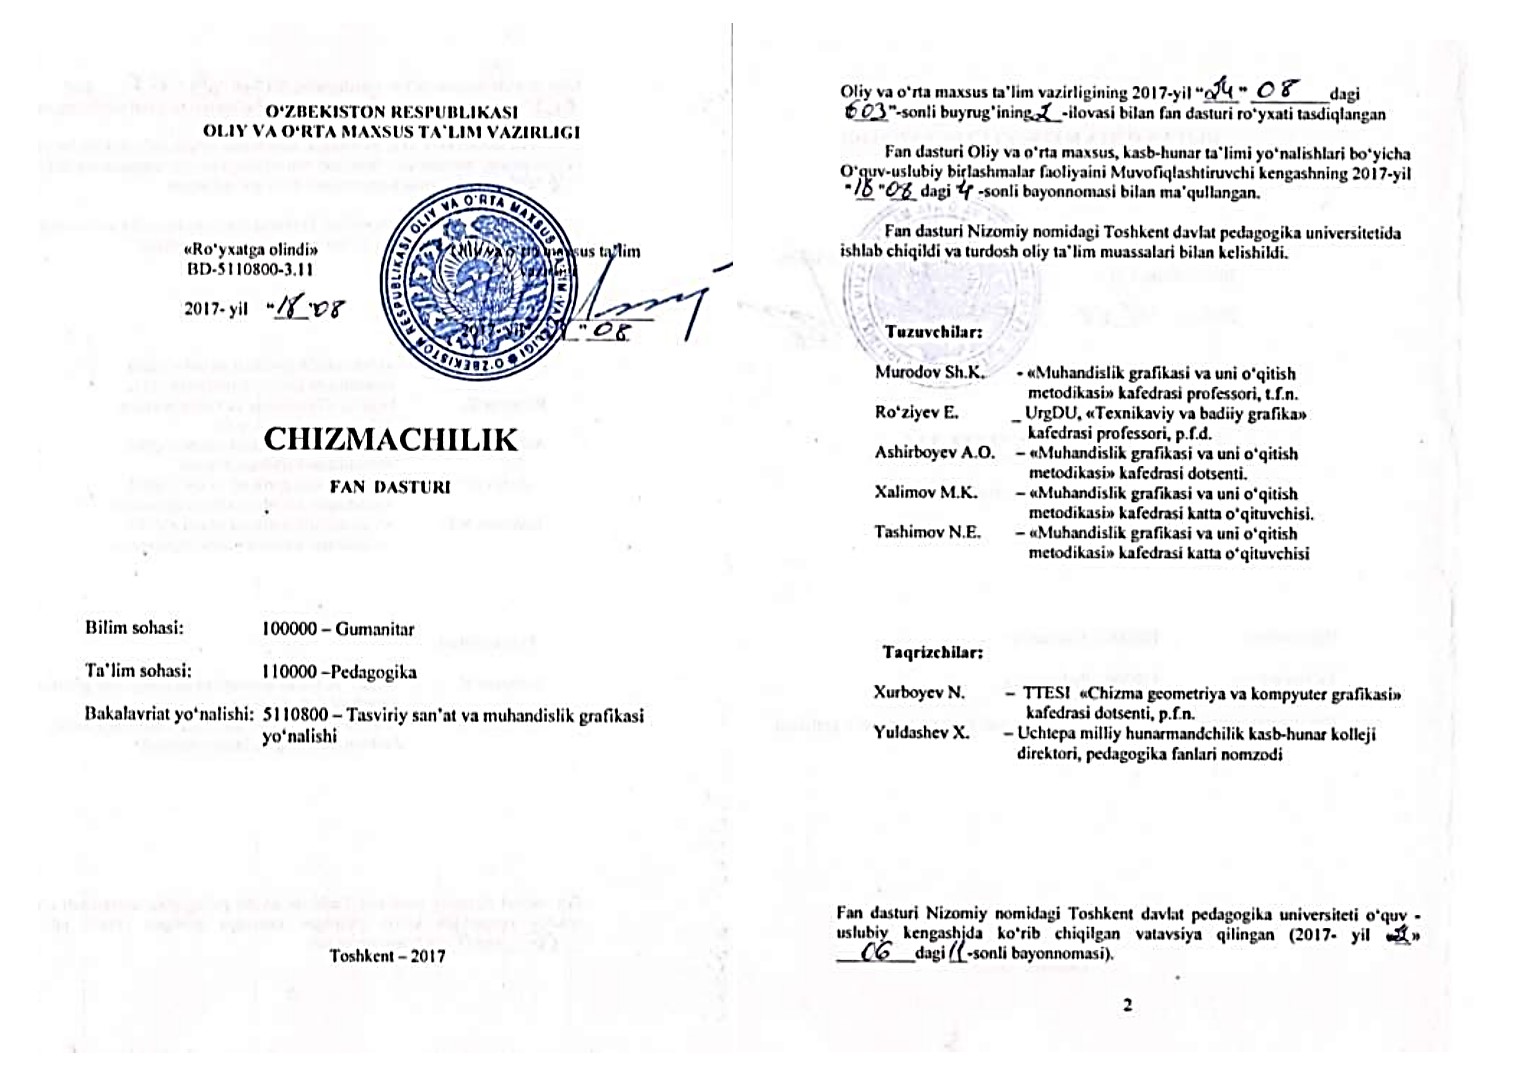 O‘ZBEKISTON RESPUBLIKASI
OLIY VA O‘RTA MAXSUS TA`LIM VAZIRLIGI
O‘ZBEKISTON RESPUBLIKASI OLIY VA O‘RTA MAXSUS TA'LIM VAZIRLIGI
«Ro‘yxatga olindi»
BD-5110800-3.11
2017- yil “18”08
maxsus ta`lim
2017-yil “ ” 08
CHIZMACHILIK
FAN DASTURI
Bilim sohasi: 100000 – Gumanitar
Ta’lim sohasi: 110000 –Pedagogika
Bakalavriat yo‘nalishi: 5110800 – Tasviriy san’at va muhandislik grafikasi
yo‘nalishi
Toshkent – 2017
Oliy va o‘rta maxsus ta`lim vazirligining 2017-yil “24” 08 dagi
603”-sonli buyrug‘ining 2 -ilovasi bilan fan dasturi ro‘yxati tasdiqlangan
Fan dasturi Oliy va o‘rta maxsus, kasb-hunar ta`limi yo‘nalishlari bo‘yicha
O‘quv-uslubiy birlashmalar faoliyaini Muvofiqlashtiruvchi kengashning 2017-yil
“18”08 dagi 4 -sonli bayonnomasi bilan ma’qullangan.
Fan dasturi Nizomiy nomidagi Toshkent davlat pedagogika universitetida
ishlab chiqildi va turdosh oliy ta`lim muassalari bilan kelishildi.
Tuzuvchilar:
Murodov Sh.K. - «Muhandislik grafikasi va uni o‘qitish
metodikasi» kafedrasi professori, t.f.n.
Ro‘ziyev E. _ UrgDU, «Texnikaviy va badiiy grafika»
kafedrasi professori, p.f.d.
Ashirboyev A.O. – «Muhandislik grafikasi va uni o‘qitish
metodikasi» kafedrasi dotsenti.
Xalimov M.K. – «Muhandislik grafikasi va uni o‘qitish
metodikasi» kafedrasi katta o‘qituvchisi.
Tashimov N.E. – «Muhandislik grafikasi va uni o‘qitish
metodikasi» kafedrasi katta o‘qituvchisi
Taqrizchilar:
Xurboyev N. – TTESI «Chizma geometriya va kompyuter grafikasi»
kafedrasi dotsenti, p.f.n.
Yuldashev X. – Uchtepa milliy hunarmandchilik kasb-hunar kolleji
direktori, pedagogika fanlari nomzodi
Fan dasturi Nizomiy nomidagi Toshkent davlat pedagogika universiteti o‘quv -
uslubiy kengashida ko‘rib chiqilgan vatavsiya qilingan (2017- yil « »
06 dagi 11-sonli bayonnomasi).
2